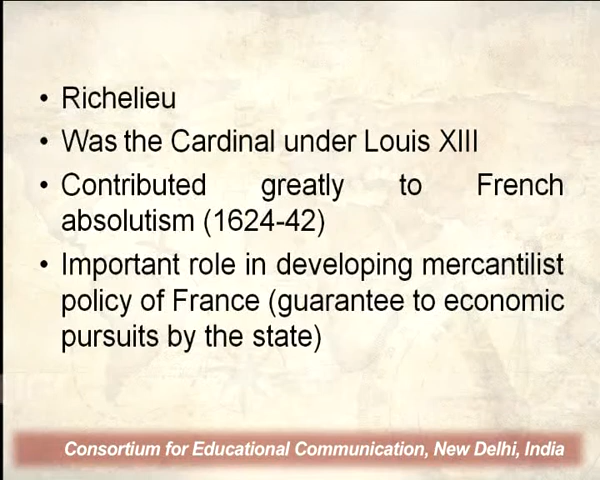 • Richelieu
• Was the Cardinal under Louis XIII
• Contributed greatly to French
absolutism (1624-42)
• Important role in developing mercantilist
policy of France (guarantee to economic
pursuits by the state)
Consortium for Educational Communication, New Delhi, India